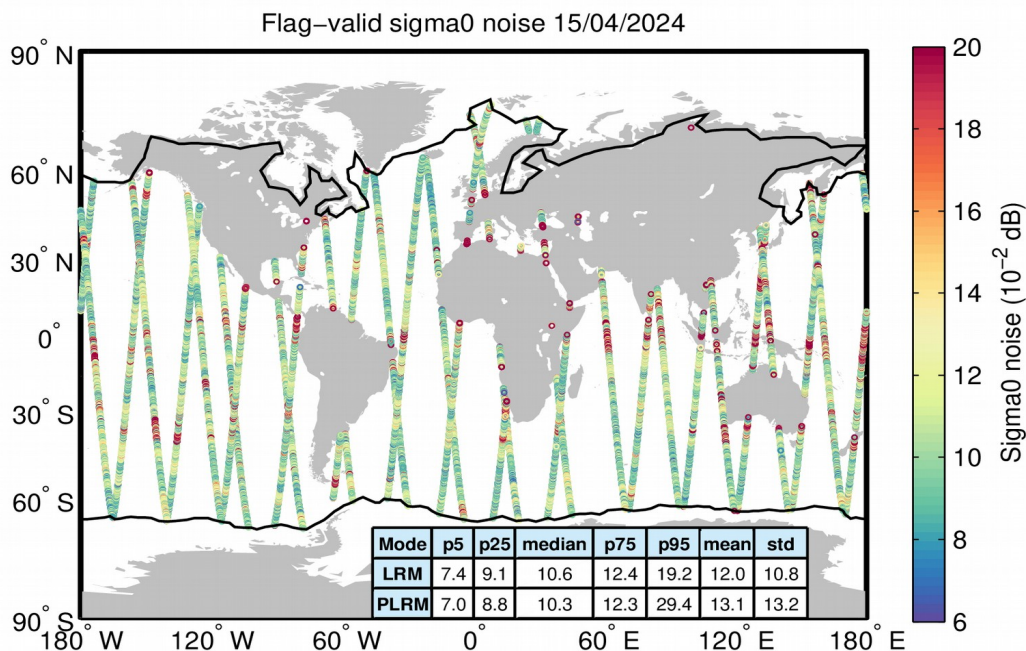 Flag−valid sigma0 noise 15/04/2024
90° N
60° N
30° N
0°
30° S
60° S
90° S
180° W
120° W
60° W
0°
60° E
120° E
180° E
20
18
16
14
12
10
8
6
Sigma0 noise (10⁻² dB)
Mode p5 p25 median p75 p95 mean std
LRM 7.4 9.1 10.6 12.4 19.2 12.0 10.8
PLRM 7.0 8.8 10.3 12.3 29.4 13.1 13.2